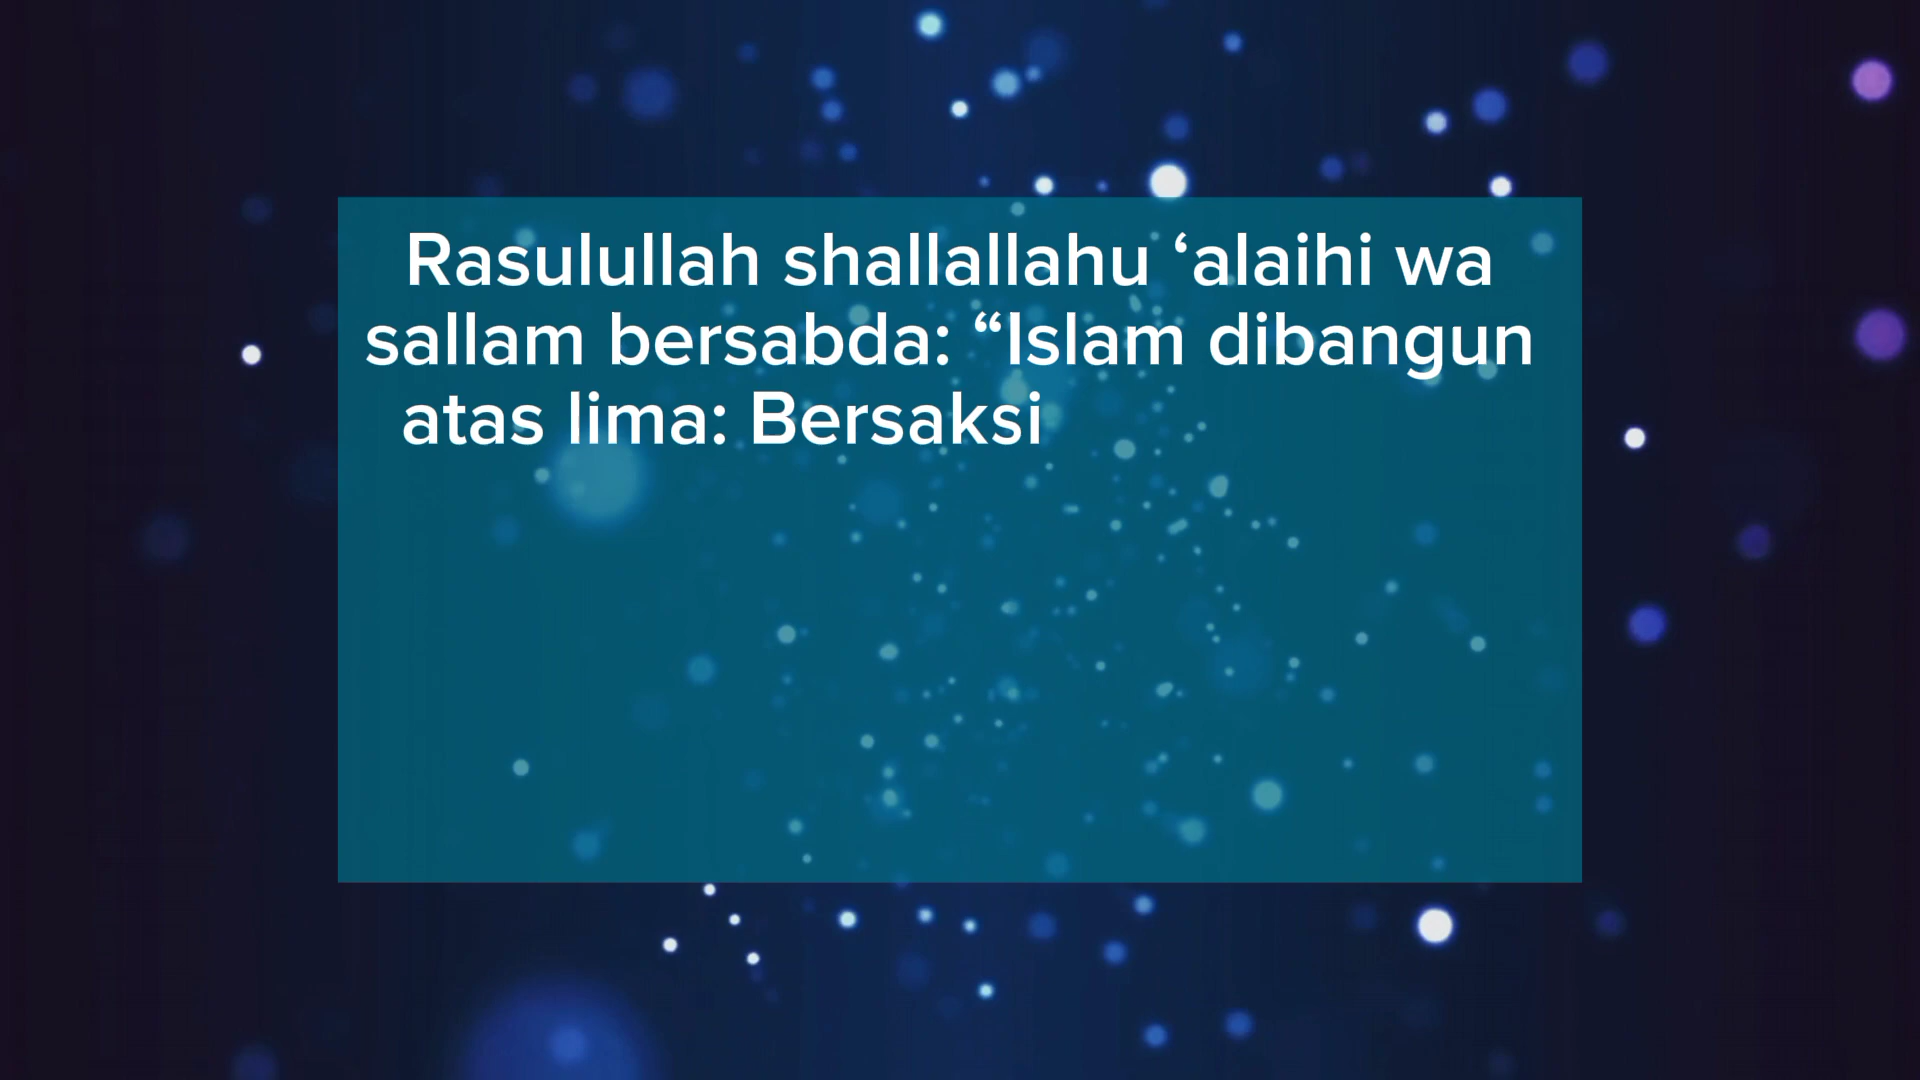 Rasulullah shallallahu ‘alaihi wa
sallam bersabda: “Islam dibangun
atas lima: Bersaksi